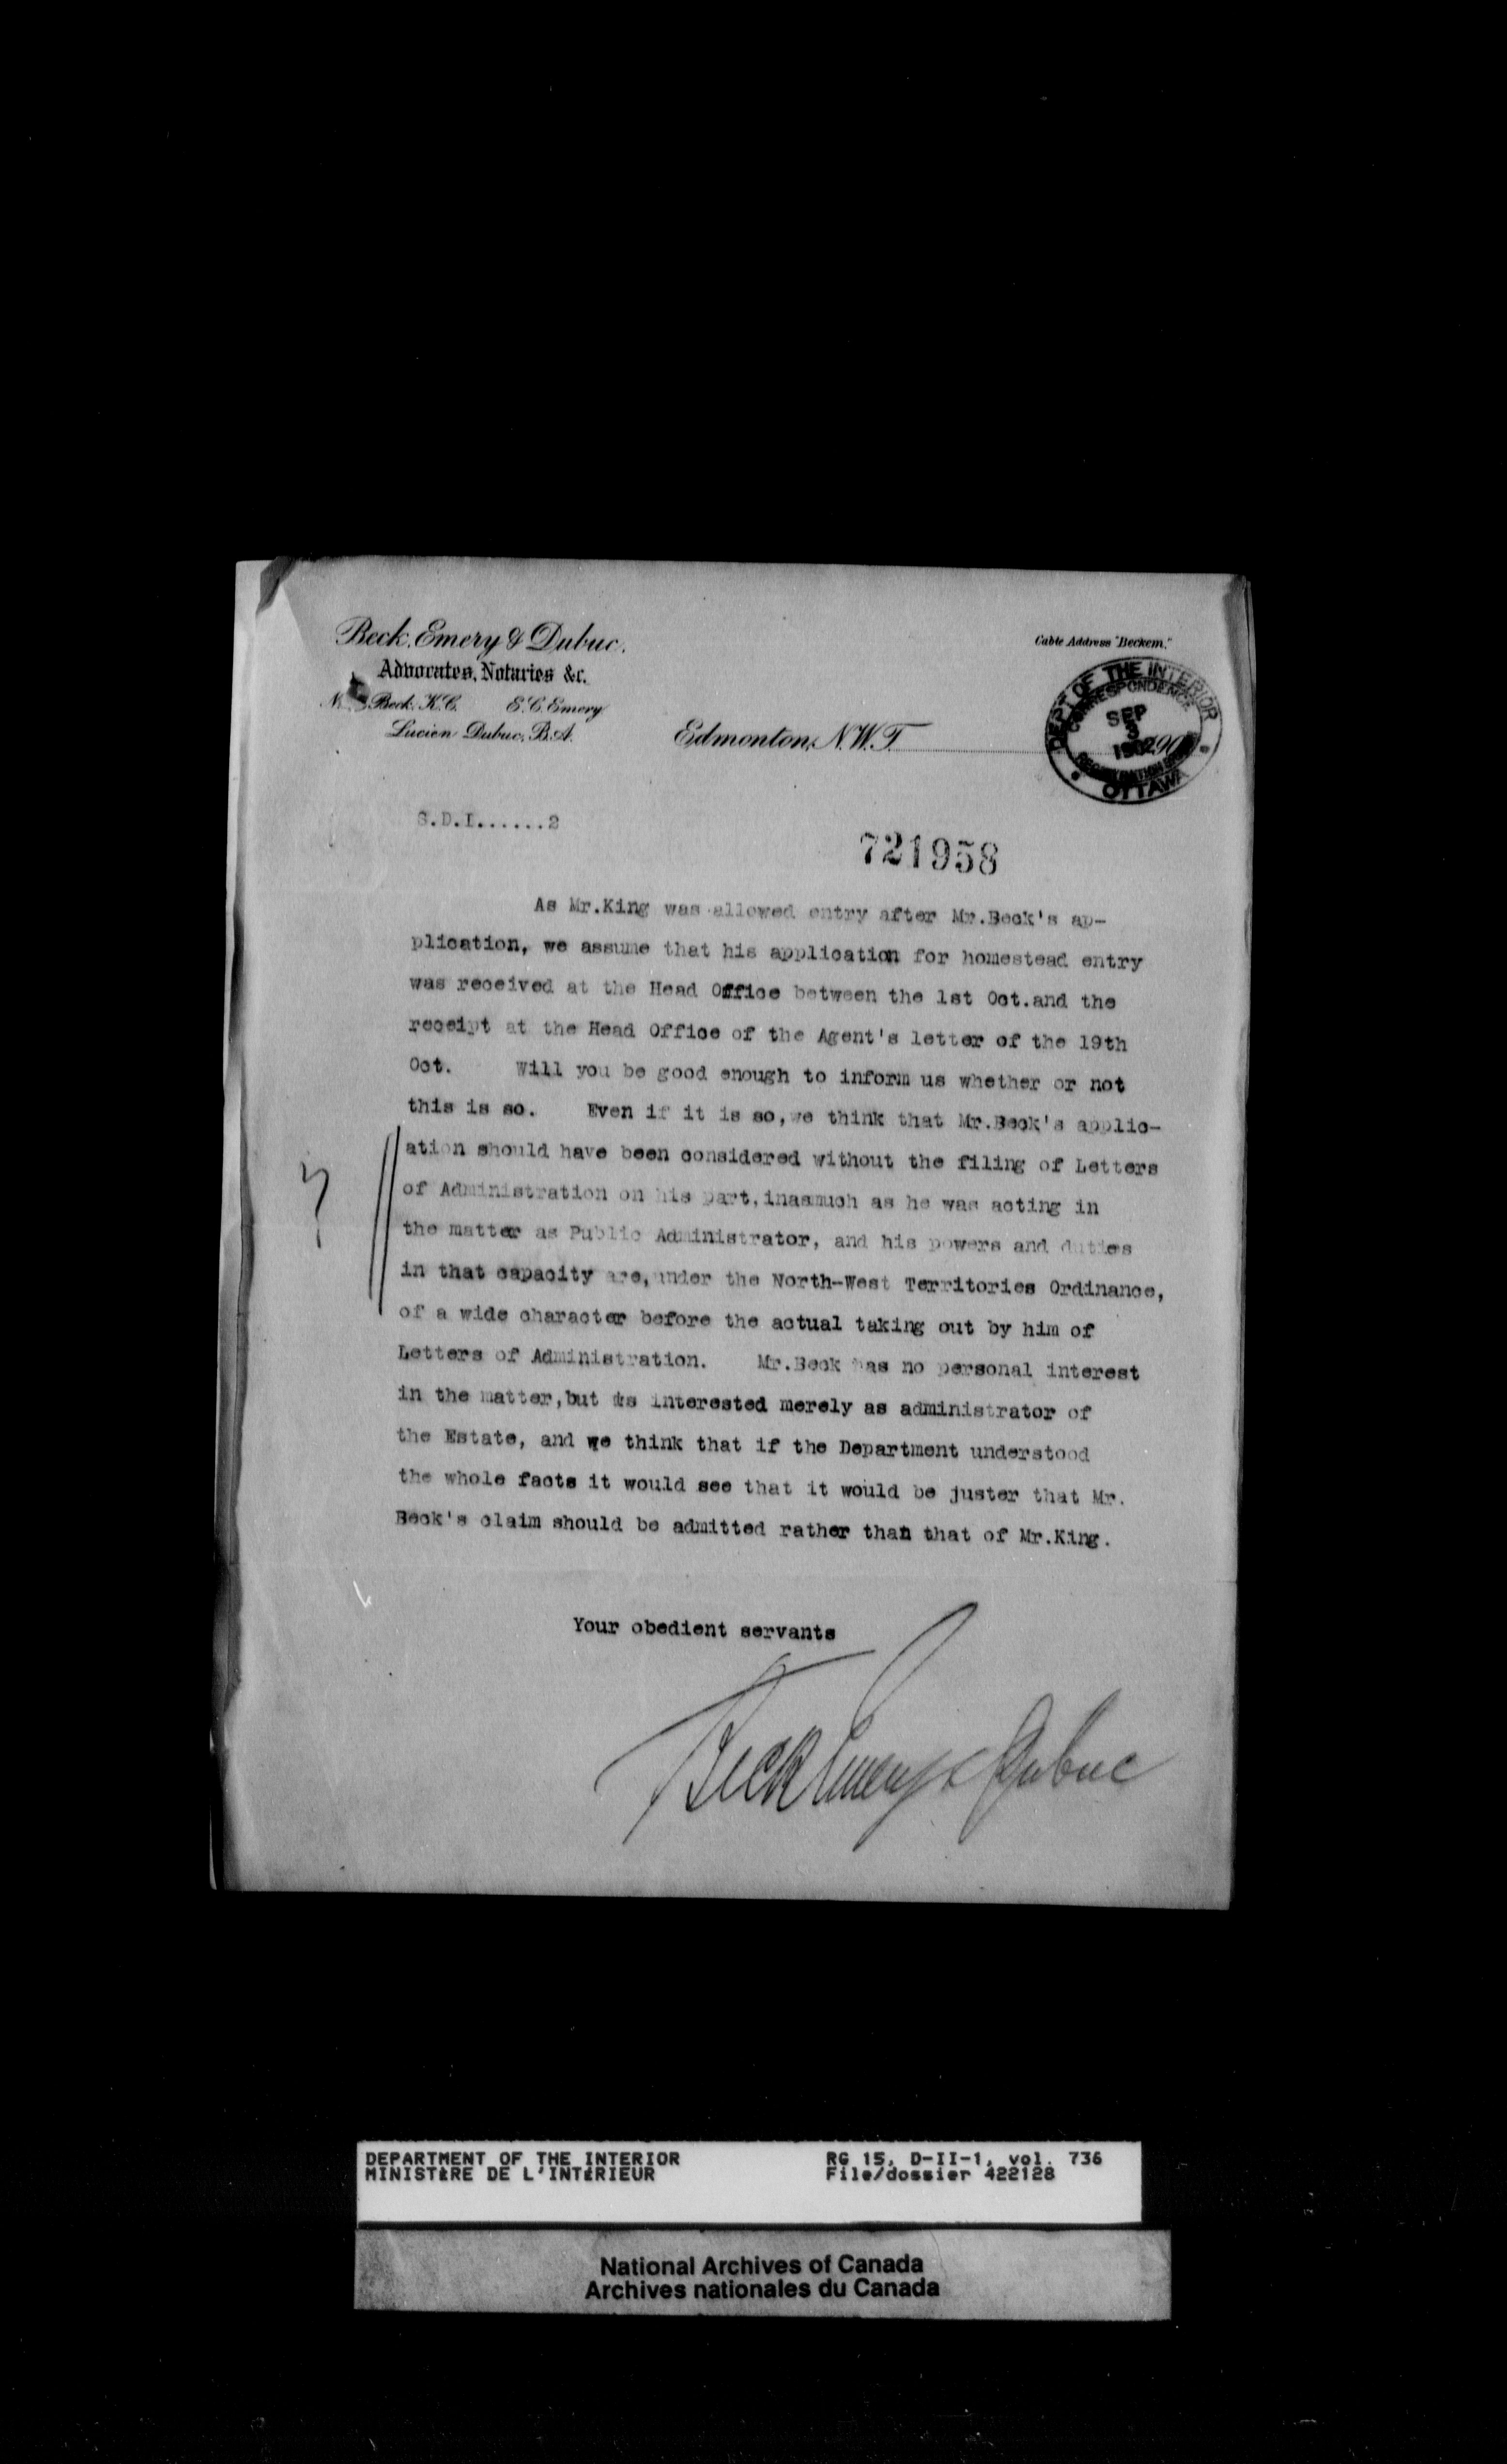 Beck, Emery & Dubuc.
Advocates, Notaries &c.
Cable Address "Beckem."
N. Beck, K.C. E.C. Emery
Lucien Dubuc, B.A.
Edmonton, N.W.T. 190
DEPT OF THE INTERIOR
CORRESPONDENCE
SEP
3
1902
REGISTRATION
OTTAWA
S.D.I......2
721958
As Mr.King was allowed entry after Mr.Beck's ap-
plication, we assume that his application for homestead entry
was received at the Head Office between the 1st Oct.and the
receipt at the Head Office of the Agent's letter of the 19th
Oct. Will you be good enough to inform us whether or not
this is so. Even if it is so,we think that Mr.Beck's applic-
ation should have been considered without the filing of Letters
of Administration on his part,inasmuch as he was acting in
the matter as Public Administrator, and his powers and duties
in that capacity are,under the North-West Territories Ordinance,
of a wide character before the actual taking out by him of
Letters of Administration. Mr.Beck has no personal interest
in the matter,but is interested merely as administrator of
the Estate, and we think that if the Department understood
the whole facts it would see that it would be juster that Mr.
Beck's claim should be admitted rather than that of Mr.King.
?
Your obedient servants
Beck Emery & Dubuc
DEPARTMENT OF THE INTERIOR RG 15, D-II-1, vol. 736
MINISTÈRE DE L'INTÉRIEUR File/dossier 422128
National Archives of Canada
Archives nationales du Canada